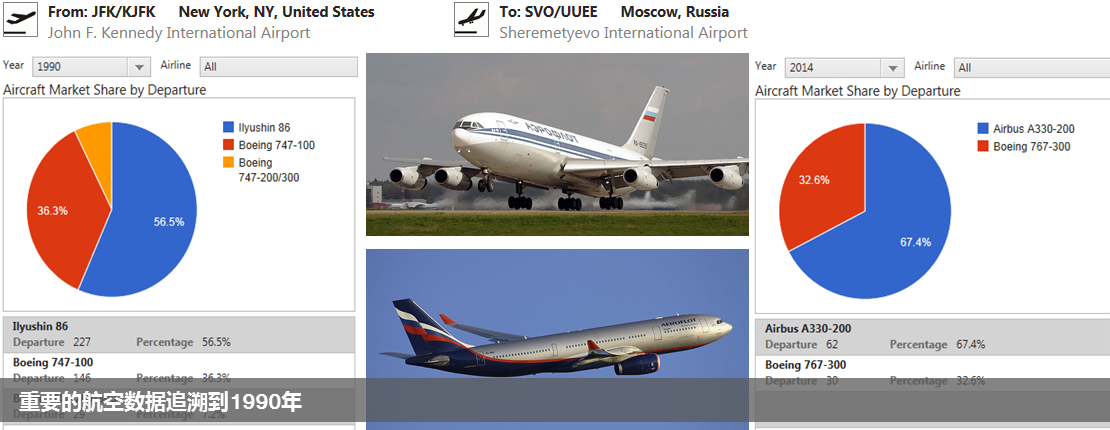 From: JFK/KJFK New York, NY, United States
John F. Kennedy International Airport
To: SVO/UUEE Moscow, Russia
Sheremetyevo International Airport
Year 1990 Airline All
Aircraft Market Share by Departure
Ilyushin 86
Boeing 747-100
Boeing
747-200/300
36.3%
56.5%
Ilyushin 86
Departure 227 Percentage 56.5%
Boeing 747-100
Departure 146 Percentage 36.3%
29 7.2%
АЭРОФЛОТ
AEROFLOT
Year 2014 Airline All
Aircraft Market Share by Departure
Airbus A330-200
Boeing 767-300
32.6%
67.4%
Airbus A330-200
Departure 62 Percentage 67.4%
Boeing 767-300
Departure 30 Percentage 32.6%
重要的航空数据追溯到1990年